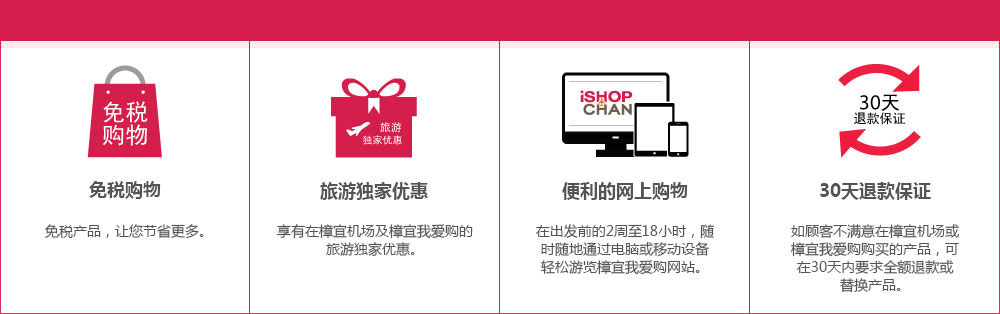 免税
购物
免税购物
免税产品，让您节省更多。
旅游
独家优惠
旅游独家优惠
享有在樟宜机场及樟宜我爱购的
旅游独家优惠。
iSHOP
CHAN
便利的网上购物
在出发前的2周至18小时，随
时随地通过电脑或移动设备
轻松游览樟宜我爱购网站。
30天
退款保证
30天退款保证
如顾客不满意在樟宜机场或
樟宜我爱购购买的产品，可
在30天内要求全额退款或
替换产品。